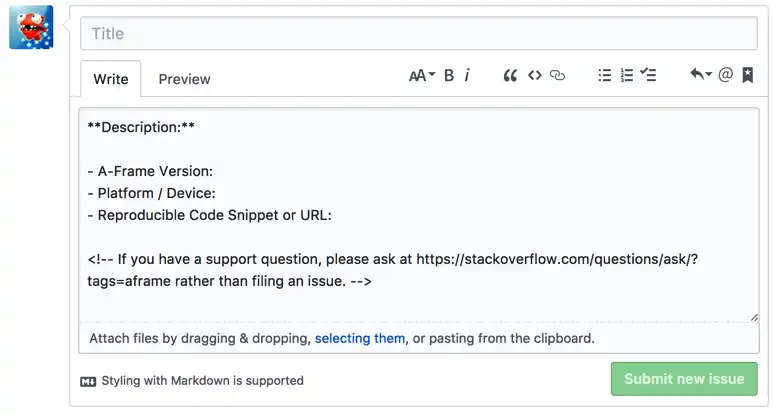 Title
Write Preview AA B i @
**Description:**
- A-Frame Version:
- Platform / Device:
- Reproducible Code Snippet or URL:
<!-- If you have a support question, please ask at https://stackoverflow.com/questions/ask/?
tags=aframe rather than filing an issue. -->
Attach files by dragging & dropping, selecting them, or pasting from the clipboard.
Styling with Markdown is supported
Submit new issue